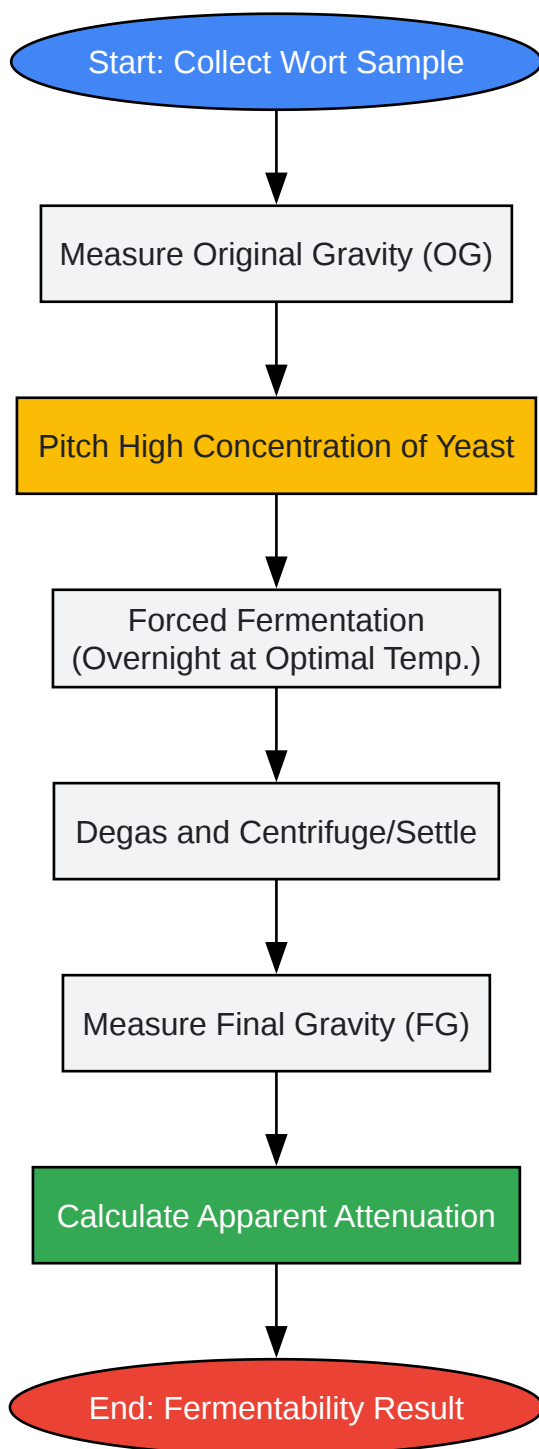 Start: Collect Wort Sample
Measure Original Gravity (OG)
Pitch High Concentration of Yeast
Forced Fermentation
(Overnight at Optimal Temp.)
Degas and Centrifuge/Settle
Measure Final Gravity (FG)
Calculate Apparent Attenuation
End: Fermentability Result